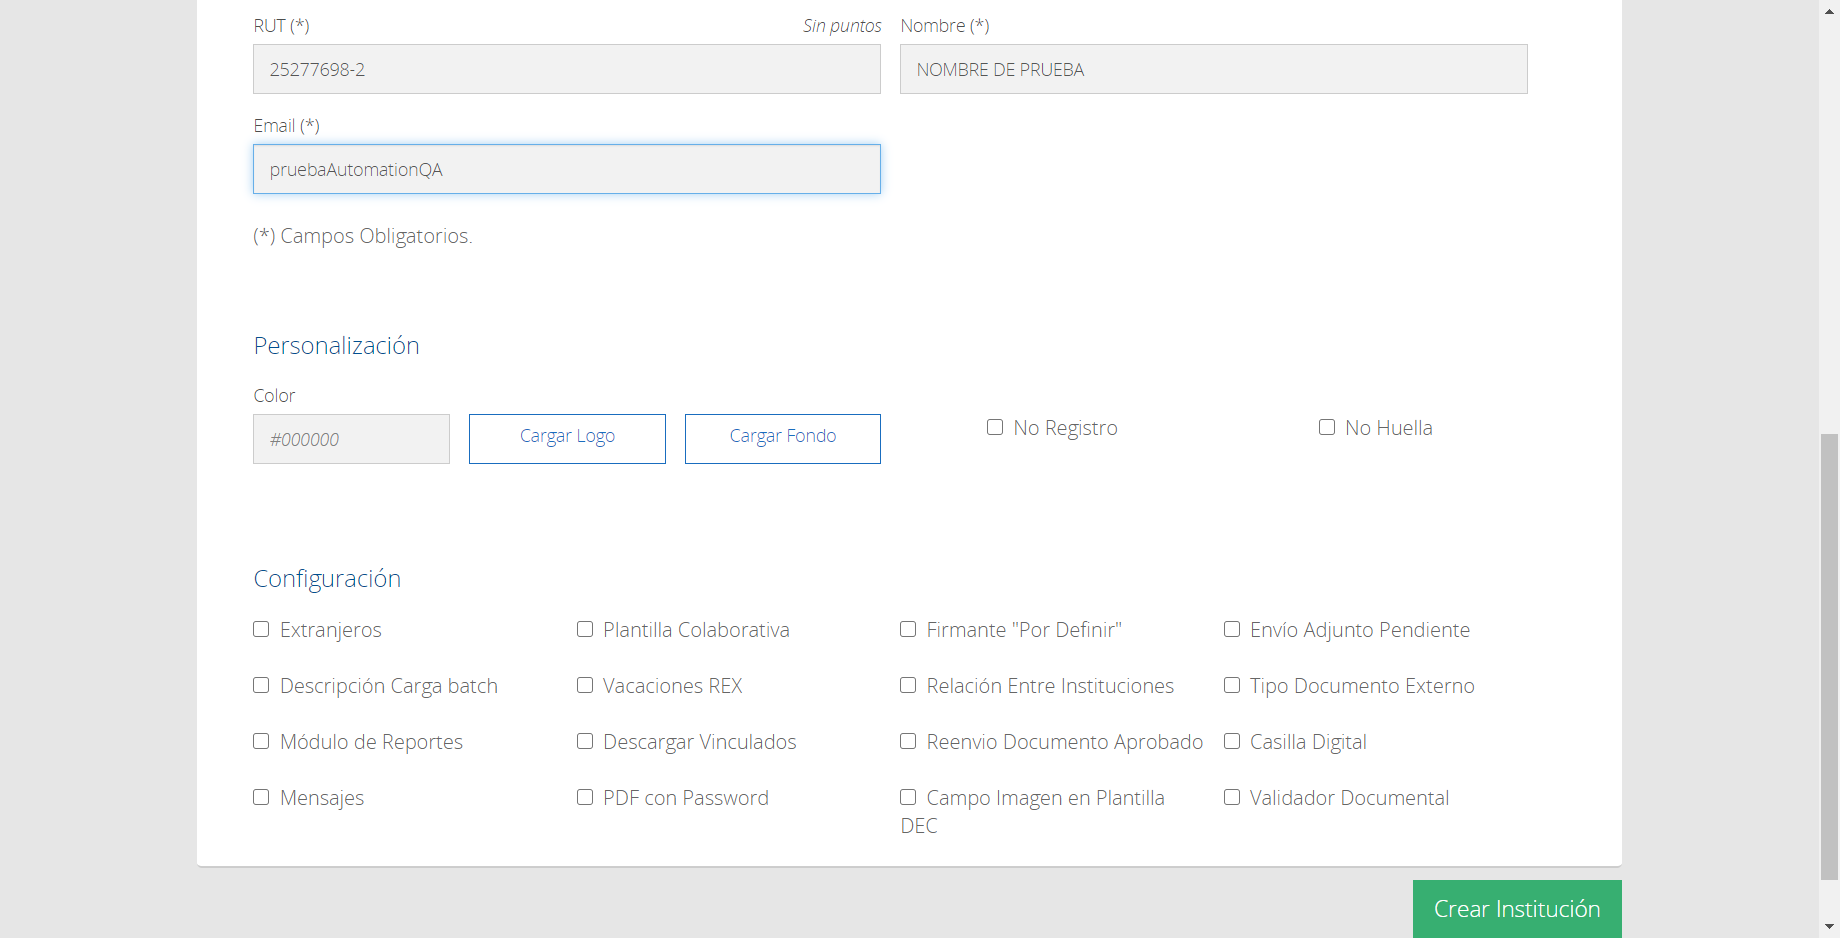 RUT (*) Sin puntos Nombre (*)
25277698-2 NOMBRE DE PRUEBA
Email (*)
pruebaAutomationQA
(*) Campos Obligatorios.
Personalización
Color
#000000 Cargar Logo Cargar Fondo No Registro No Huella
Configuración
Extranjeros Plantilla Colaborativa Firmante "Por Definir" Envío Adjunto Pendiente
Descripción Carga batch Vacaciones REX Relación Entre Instituciones Tipo Documento Externo
Módulo de Reportes Descargar Vinculados Reenvio Documento Aprobado Casilla Digital
Mensajes PDF con Password Campo Imagen en Plantilla Validador Documental
DEC
Crear Institución